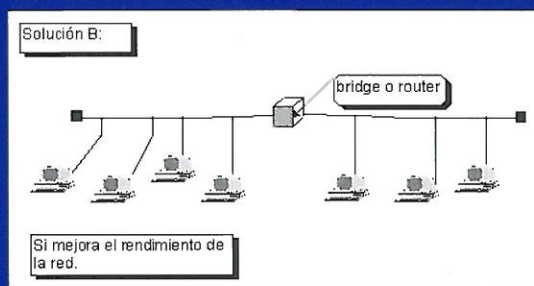 Solución B:
bridge o router
Si mejora el rendimiento de
la red.